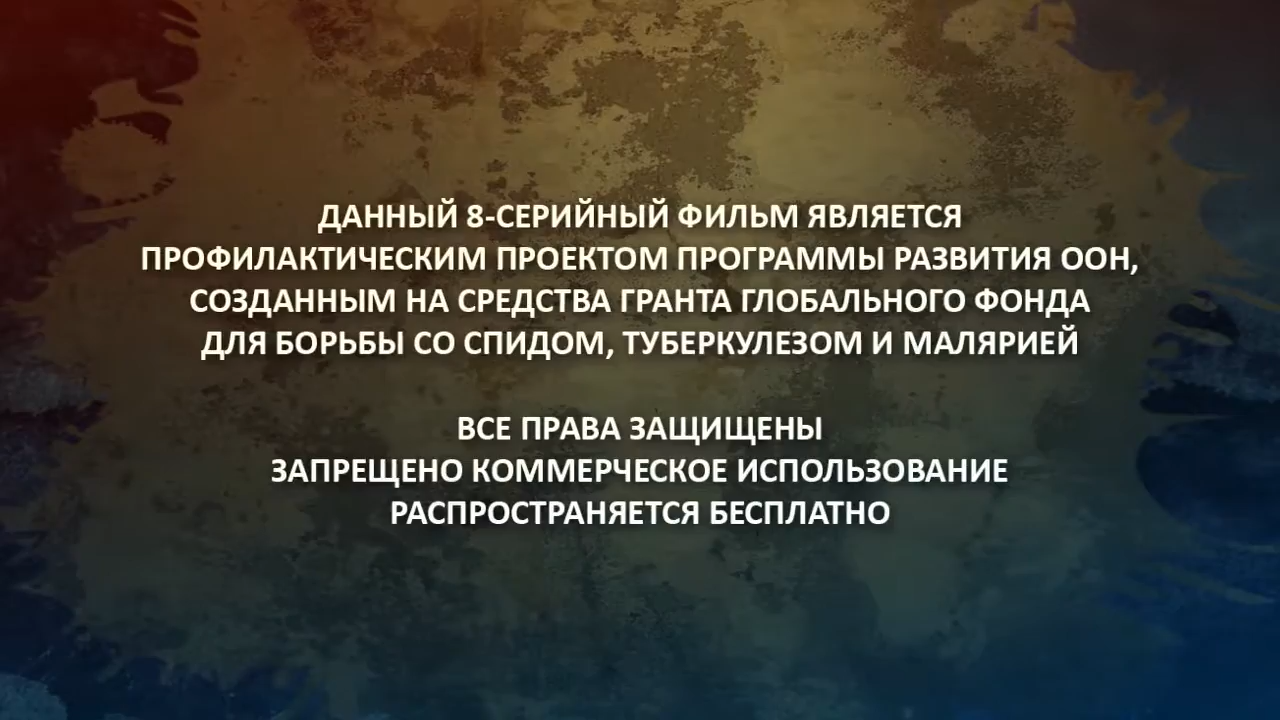 ДАННЫЙ 8-СЕРИЙНЫЙ ФИЛЬМ ЯВЛЯЕТСЯ
ПРОФИЛАКТИЧЕСКИМ ПРОЕКТОМ ПРОГРАММЫ РАЗВИТИЯ ООН,
СОЗДАННЫМ НА СРЕДСТВА ГРАНТА ГЛОБАЛЬНОГО ФОНДА
ДЛЯ БОРЬБЫ СО СПИДОМ, ТУБЕРКУЛЕЗОМ И МАЛЯРИЕЙ
ВСЕ ПРАВА ЗАЩИЩЕНЫ
ЗАПРЕЩЕНО КОММЕРЧЕСКОЕ ИСПОЛЬЗОВАНИЕ
РАСПРОСТРАНЯЕТСЯ БЕСПЛАТНО